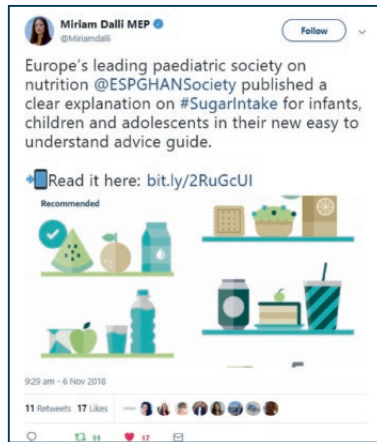 Miriam Dalli MEP
@Miriamdalli
Follow
Europe's leading paediatric society on
nutrition @ESPGHANSociety published a
clear explanation on #SugarIntake for infants,
children and adolescents in their new easy to
understand advice guide.
Read it here: bit.ly/2RuGcUI
Recommended
9:29 am - 6 Nov 2018
11 Retweets 17 Likes
11 17